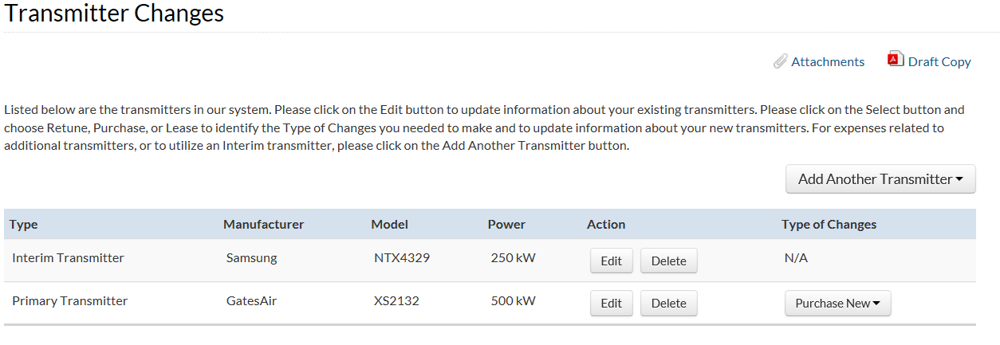 Transmitter Changes
Attachments Draft Copy
Listed below are the transmitters in our system. Please click on the Edit button to update information about your existing transmitters. Please click on the Select button and
choose Retune, Purchase, or Lease to identify the Type of Changes you needed to make and to update information about your new transmitters. For expenses related to
additional transmitters, or to utilize an Interim transmitter, please click on the Add Another Transmitter button.
Add Another Transmitter
Type Manufacturer Model Power Action Type of Changes
Interim Transmitter Samsung NTX4329 250 kW Edit Delete N/A
Primary Transmitter GatesAir XS2132 500 kW Edit Delete Purchase New